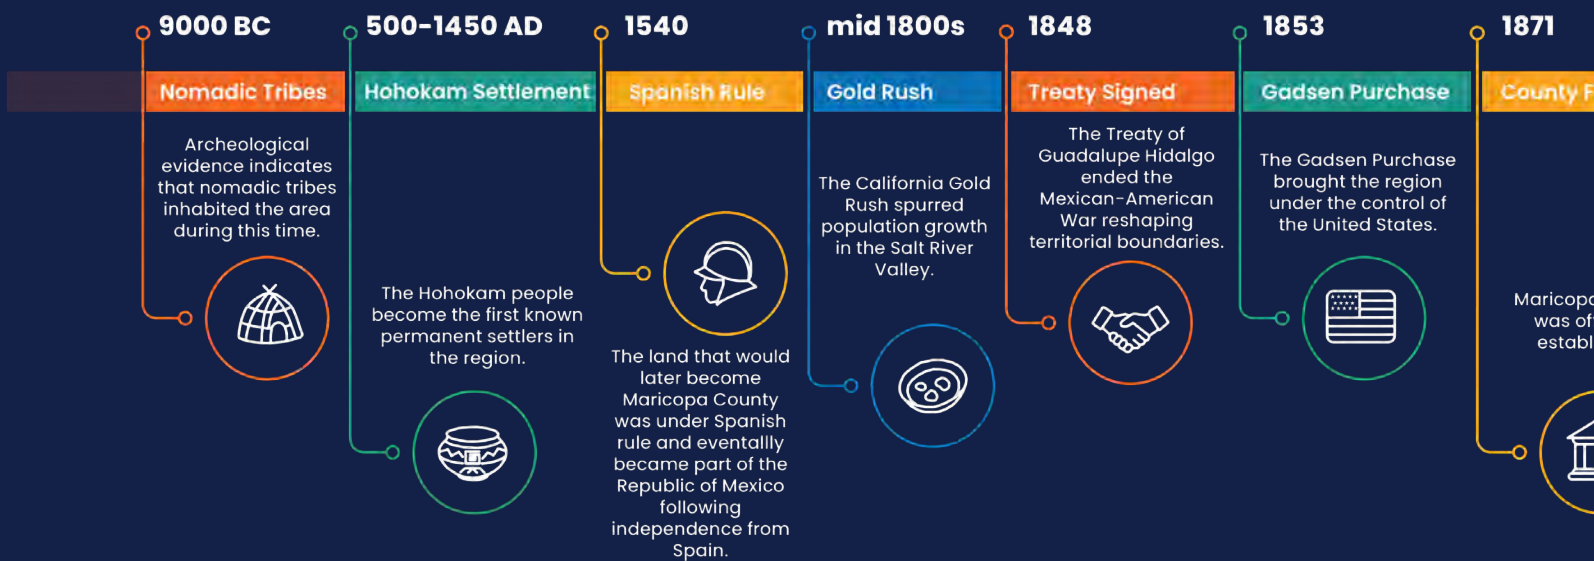 9000 BC
Nomadic Tribes
Archeological
evidence indicates
that nomadic tribes
inhabited the area
during this time.
500-1450 AD
Hohokam Settlement
The Hohokam people
become the first known
permanent settlers in
the region.
1540
Spanish Rule
The land that would
later become
Maricopa County
was under Spanish
rule and eventallly
became part of the
Republic of Mexico
following
independence from
Spain.
mid 1800s
Gold Rush
The California Gold
Rush spurred
population growth
in the Salt River
Valley.
1848
Treaty Signed
The Treaty of
Guadalupe Hidalgo
ended the
Mexican-American
War reshaping
territorial boundaries.
1853
Gadsen Purchase
The Gadsen Purchase
brought the region
under the control of
the United States.
1871
County F
Maricopa
was of
establ